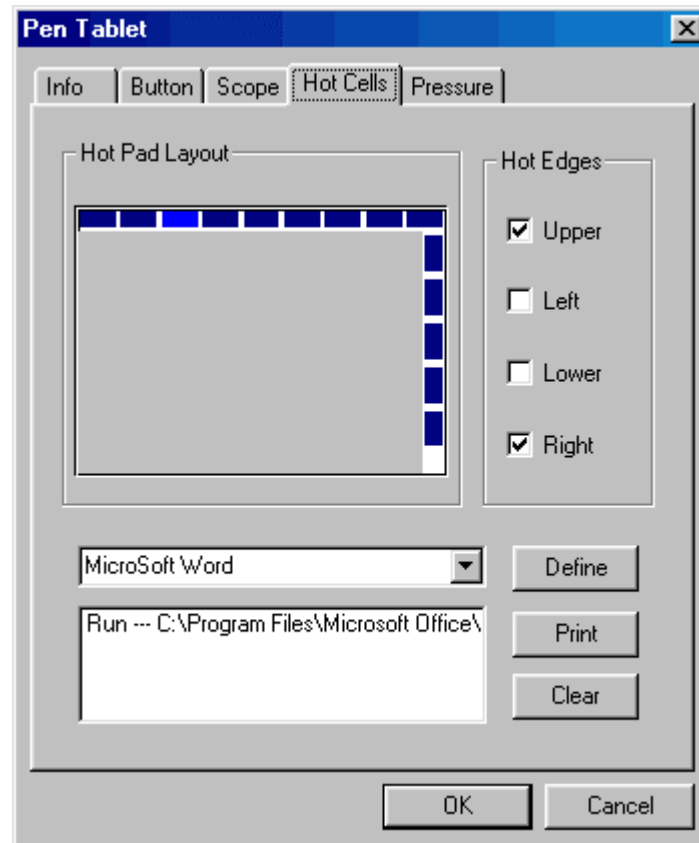 Pen Tablet
Info Button Scope Hot Cells Pressure
Hot Pad Layout
Hot Edges
Upper
Left
Lower
Right
MicroSoft Word
Define
Run --- C:\Program Files\Microsoft Office\
Print
Clear
OK Cancel